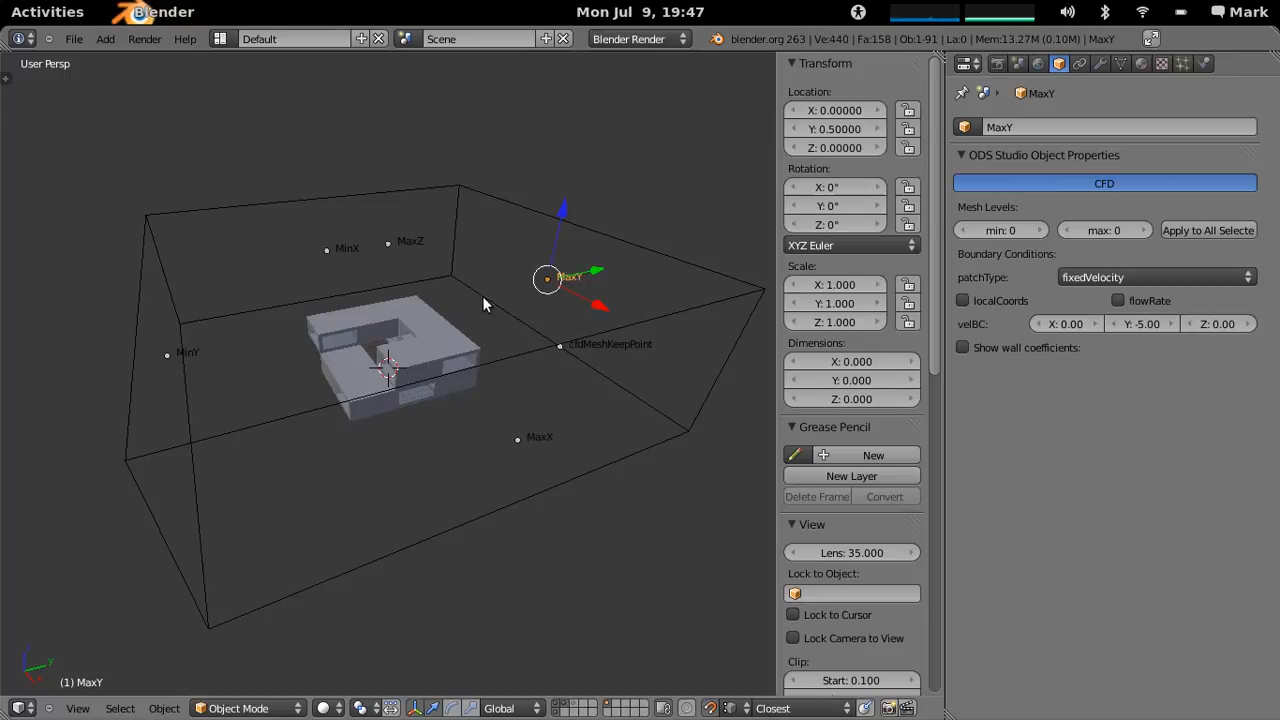 Activities Blender Mon Jul 9, 19:47 Mark
File Add Render Help Default Scene Blender Render blender.org 263 | Ve:440 | Fa:158 | Ob:1-91 | La:0 | Mem:13.27M (0.10M) | MaxY
User Persp
MinX
MaxZ
MaxY
MinY
cfdMeshKeepPoint
MaxX
(1) MaxY
View Select Object Object Mode Global Closest
Transform
Location:
X: 0.00000
Y: 0.50000
Z: 0.00000
Rotation:
X: 0°
Y: 0°
Z: 0°
XYZ Euler
Scale:
X: 1.000
Y: 1.000
Z: 1.000
Dimensions:
X: 0.000
Y: 0.000
Z: 0.000
Grease Pencil
New
New Layer
Delete Frame Convert
View
Lens: 35.000
Lock to Object:
Lock to Cursor
Lock Camera to View
Clip:
Start: 0.100
MaxY
MaxY
ODS Studio Object Properties
CFD
Mesh Levels:
min: 0 max: 0 Apply to All Selecte
Boundary Conditions:
patchType: fixedVelocity
localCoords flowRate
velBC: X: 0.00 Y: -5.00 Z: 0.00
Show wall coefficients: